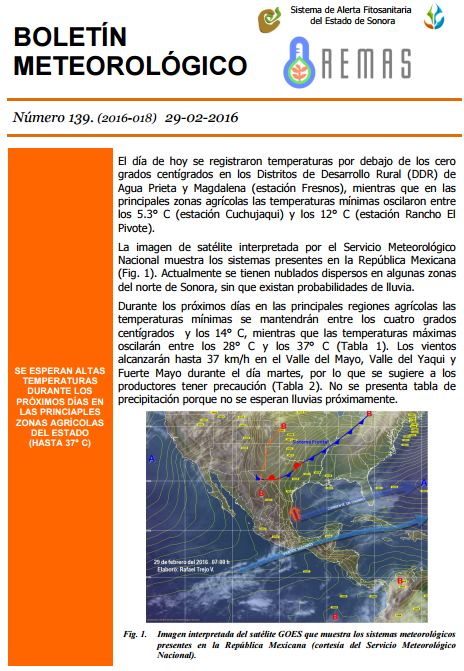 Sistema de Alerta Fitosanitaria
del Estado de Sonora
BOLETÍN
METEOROLÓGICO
REMAS
Número 139. (2016-018) 29-02-2016
El día de hoy se registraron temperaturas por debajo de los cero
grados centígrados en los Distritos de Desarrollo Rural (DDR) de
Agua Prieta y Magdalena (estación Fresnos), mientras que en las
principales zonas agrícolas las temperaturas mínimas oscilaron entre
los 5.3° C (estación Cuchujaqui) y los 12° C (estación Rancho El
Pivote).
La imagen de satélite interpretada por el Servicio Meteorológico
Nacional muestra los sistemas presentes en la República Mexicana
(Fig. 1). Actualmente se tienen nublados dispersos en algunas zonas
del norte de Sonora, sin que existan probabilidades de lluvia.
Durante los próximos días en las principales regiones agrícolas las
temperaturas mínimas se mantendrán entre los cuatro grados
centígrados y los 14° C, mientras que las temperaturas máximas
oscilarán entre los 28° C y los 37° C (Tabla 1). Los vientos
alcanzarán hasta 37 km/h en el Valle del Mayo, Valle del Yaqui y
Fuerte Mayo durante el día martes, por lo que se sugiere a los
productores tener precaución (Tabla 2). No se presenta tabla de
precipitación porque no se esperan lluvias próximamente.
SE ESPERAN ALTAS
TEMPERATURAS
DURANTE LOS
PRÓXIMOS DÍAS EN
LAS PRINCIAPLES
ZONAS AGRÍCOLAS
DEL ESTADO
(HASTA 37° C)
B
B
Sistema Frontal
A
A
B
29 de febrero del 2016 07:00 h
Elaboró: Rafael Trejo V.
B
B
Fig. 1. Imagen interpretada del satélite GOES que muestra los sistemas meteorológicos
presentes en la República Mexicana (cortesía del Servicio Meteorológico
Nacional).